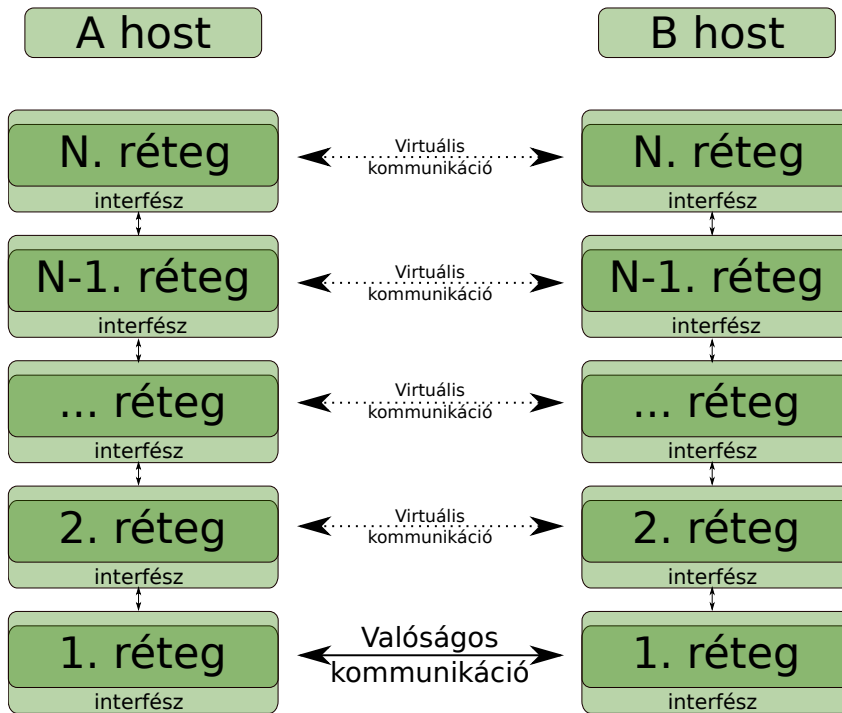 A host
B host
N. réteg
interfész
Virtuális
kommunikáció
N. réteg
interfész
N-1. réteg
interfész
Virtuális
kommunikáció
N-1. réteg
interfész
... réteg
interfész
Virtuális
kommunikáció
... réteg
interfész
2. réteg
interfész
Virtuális
kommunikáció
2. réteg
interfész
1. réteg
interfész
Valóságos
kommunikáció
1. réteg
interfész